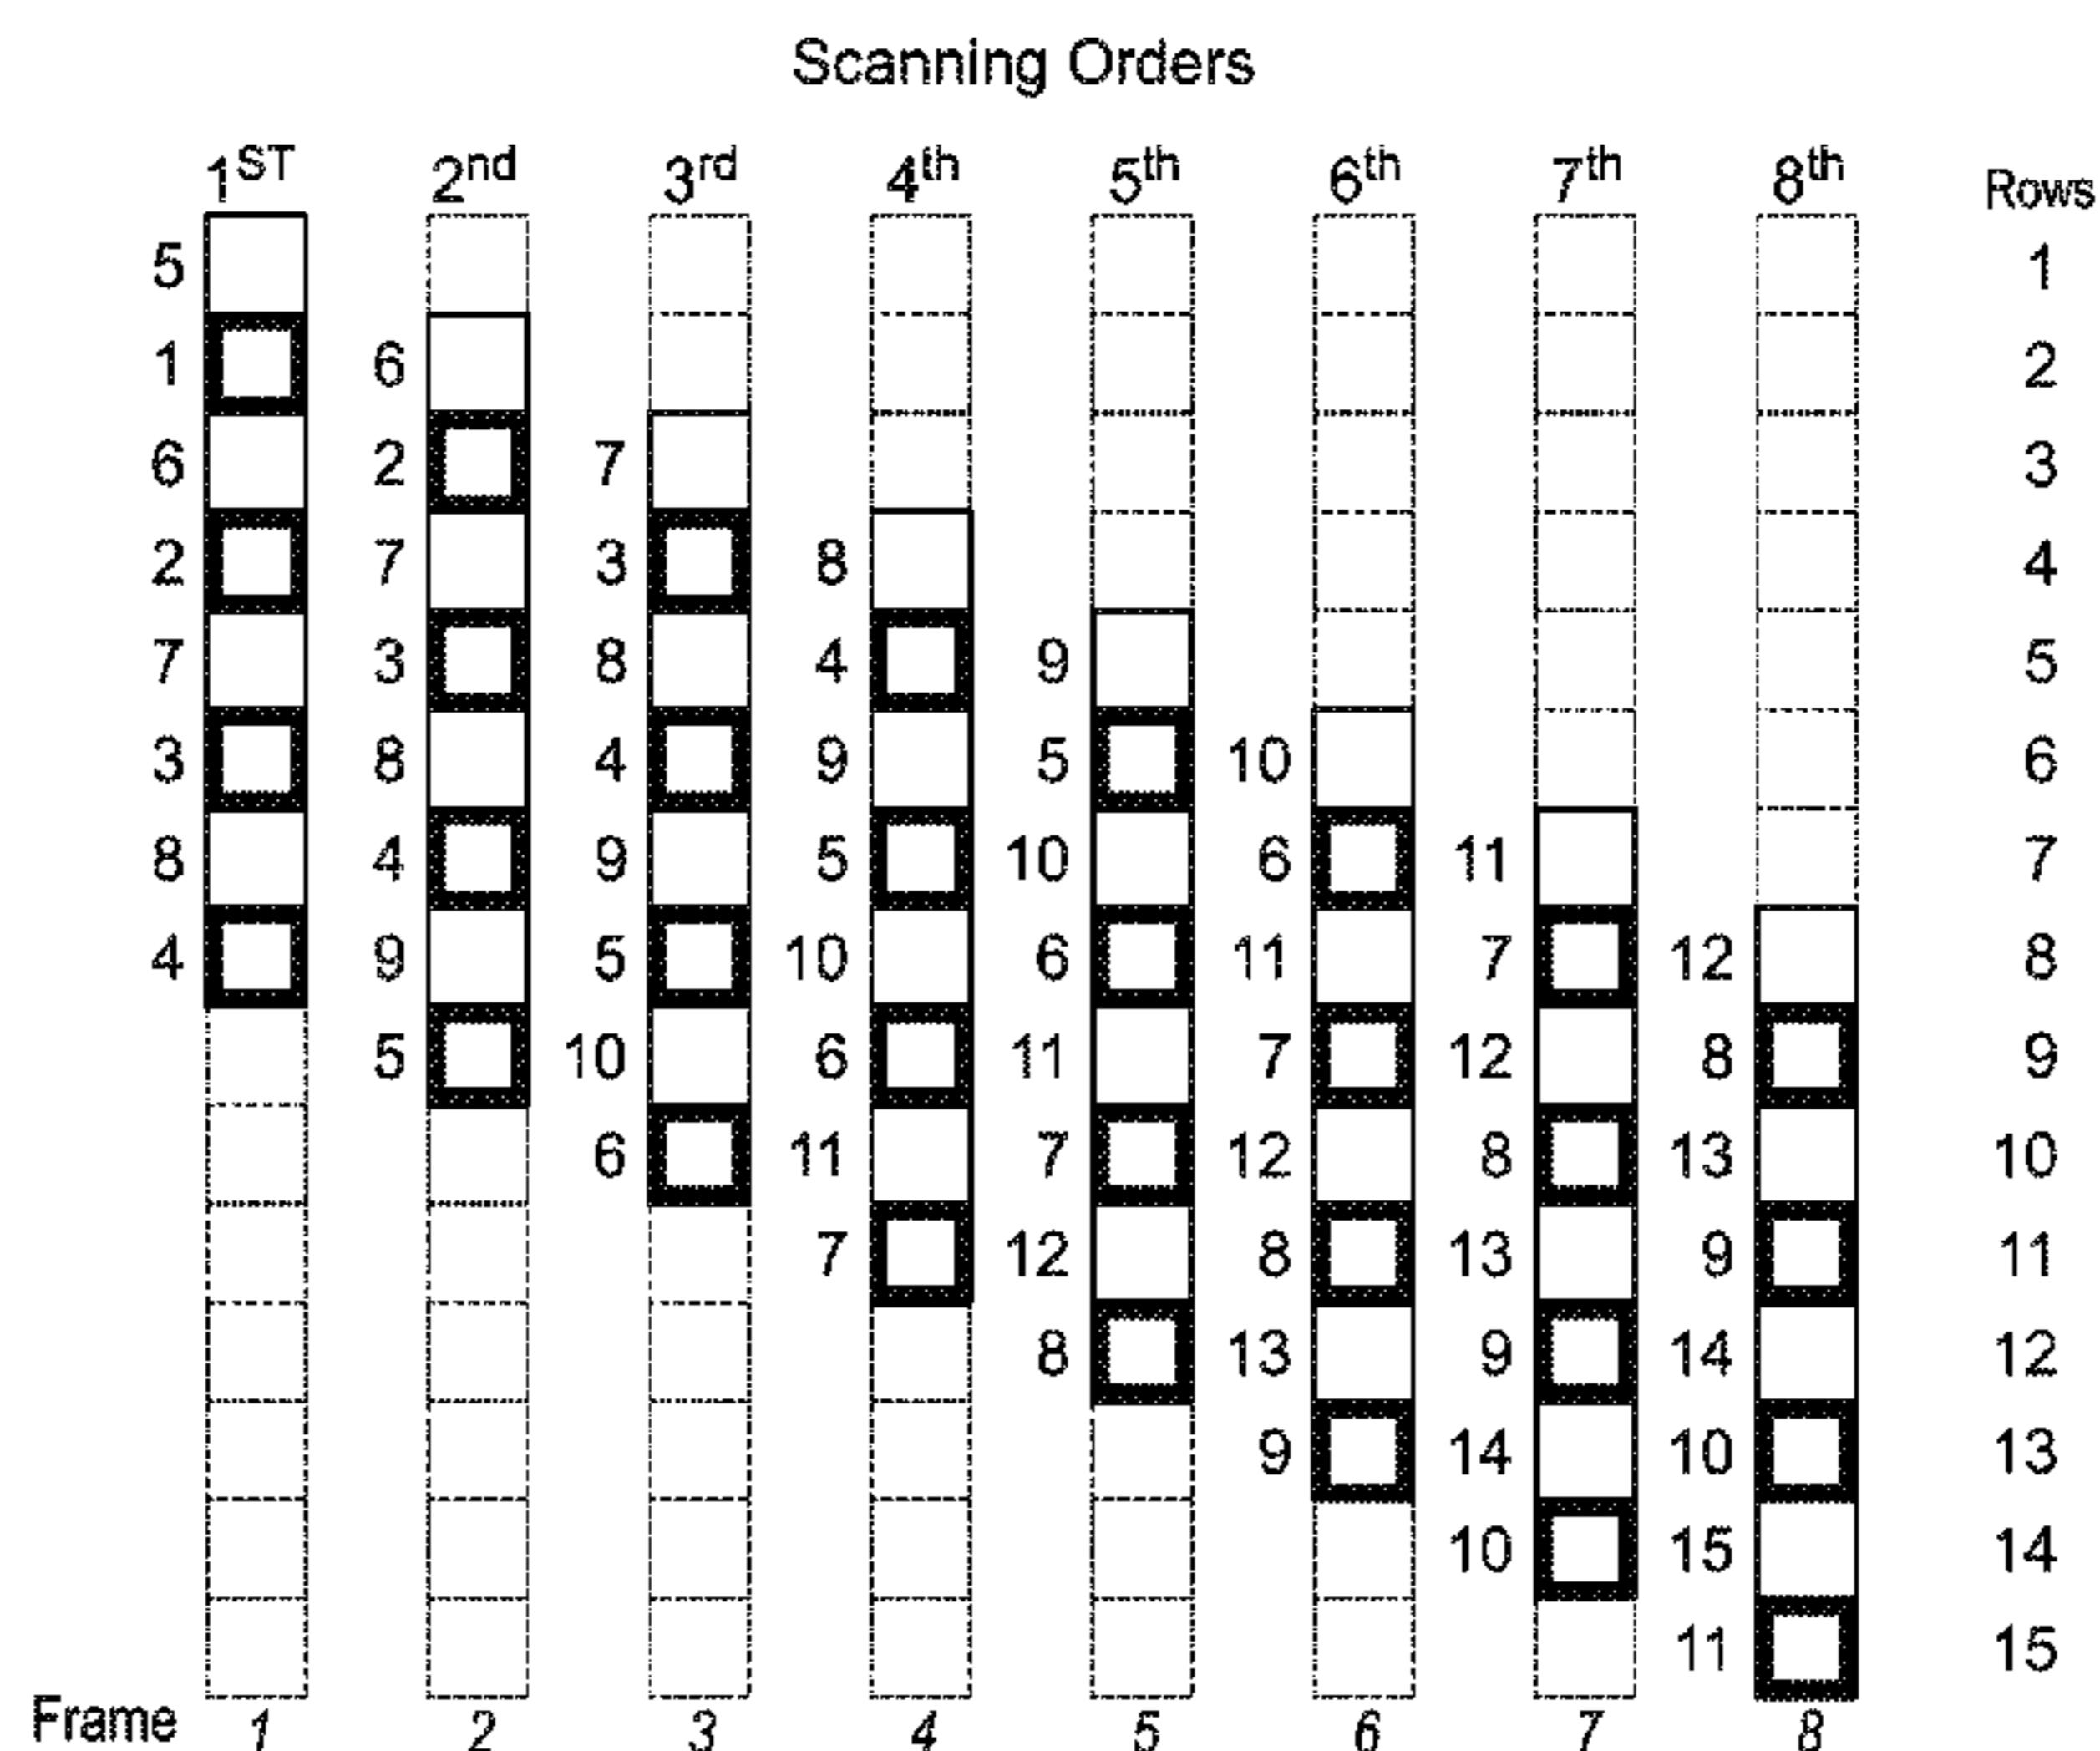 Scanning Orders
1ST 2nd 3rd 4th 5th 6th 7th 8th Rows
5 1
1 6 2
6 2 7 3
2 7 3 8 4
7 3 8 4 9 5
3 8 4 9 5 10 6
8 4 9 5 10 6 11 7
4 9 5 10 6 11 7 12 8
5 10 6 11 7 12 8 9
6 11 7 12 8 13 10
7 12 8 13 9 11
8 13 9 14 12
9 14 10 13
10 15 14
11 15
Frame 1 2 3 4 5 6 7 8